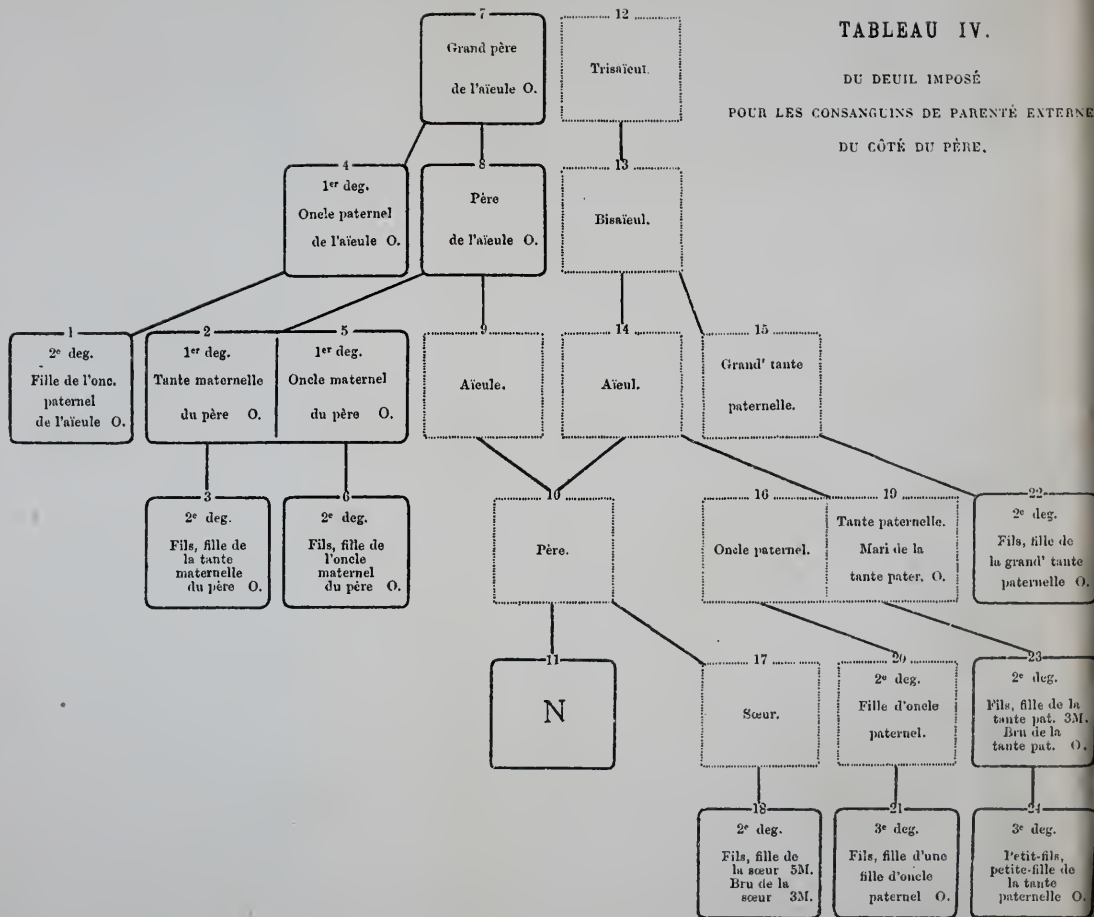 TABLEAU IV.
DU DEUIL IMPOSÉ
POUR LES CONSANGUINS DE PARENTÉ EXTERNE
DU CÔTÉ DU PÈRE.
7
Grand père
de l'aïeule O.
12
Trisaïeul.
4
1er deg.
Oncle paternel
de l'aïeule O.
8
Père
de l'aïeule O.
13
Bisaïeul.
1
2e deg.
Fille de l'onc.
paternel
de l'aïeule O.
2
1er deg.
Tante maternelle
du père O.
5
1er deg.
Oncle maternel
du père O.
9
Aïeule.
14
Aïeul.
15
Grand' tante
paternelle.
3
2e deg.
Fils, fille de
la tante
maternelle
du père O.
6
2e deg.
Fils, fille de
l'oncle
maternel
du père O.
10
Père.
16
Oncle paternel.
19
Tante paternelle.
Mari de la
tante pater. O.
22
2e deg.
Fils, fille de
la grand' tante
paternelle O.
11
N
17
Sœur.
20
2e deg.
Fille d'oncle
paternel.
23
2e deg.
Fils, fille de la
tante pat. 3M.
Bru de la
tante pat. O.
18
2e deg.
Fils, fille de
la sœur 5M.
Bru de la
sœur 3M.
21
3e deg.
Fils, fille d'une
fille d'oncle
paternel O.
24
3e deg.
Petit-fils,
petite-fille de
la tante
paternelle O.